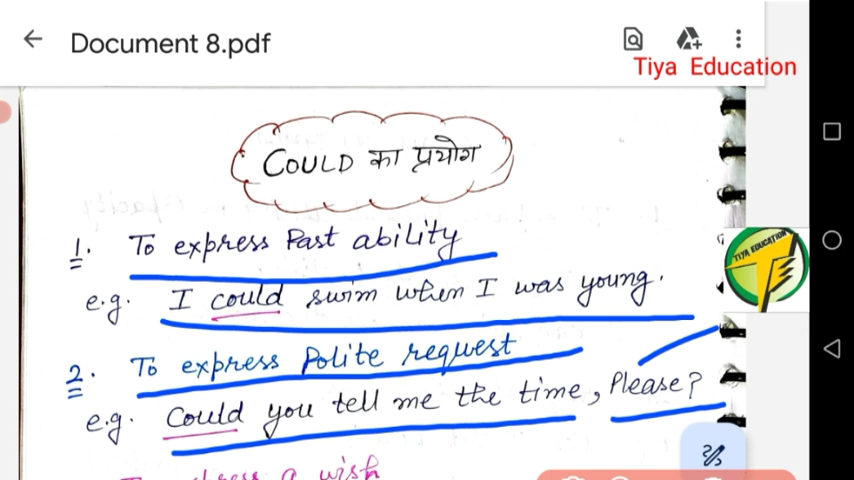 Document 8.pdf
Tiya Education
COULD का प्रयोग
1. To express Past ability
e.g. I could swim when I was young.
TIYA EDUCATION
2. To express Polite request
e.g. Could you tell me the time, Please?
a wish